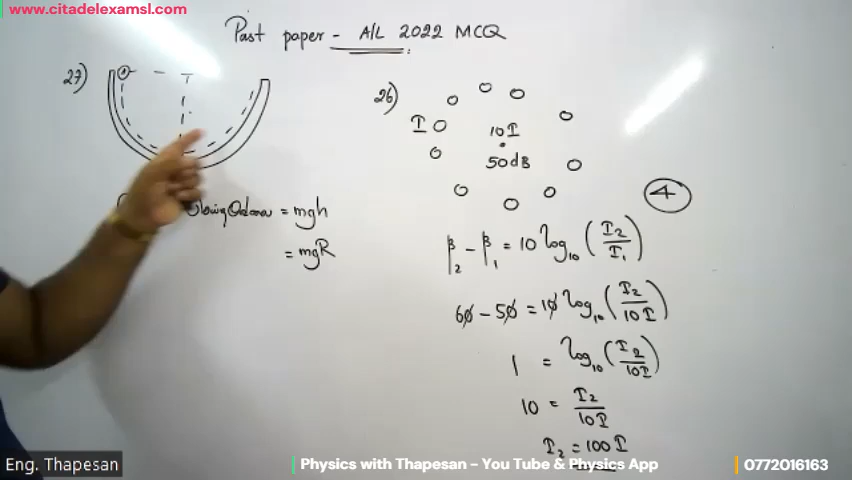 www.citadelexamsl.com
Past paper - A/L 2022 MCQ
27)
26)
I
10I
50dB
4
= mgh
= mgR
β₂ - β₁ = 10 log₁₀ (I₂/I₁)
60 - 50 = 10 log₁₀ (I₂/10I)
1 = log₁₀ (I₂/10I)
10 = I₂/10I
I₂ = 100I
Eng. Thapesan
Physics with Thapesan - You Tube & Physics App
0772016163